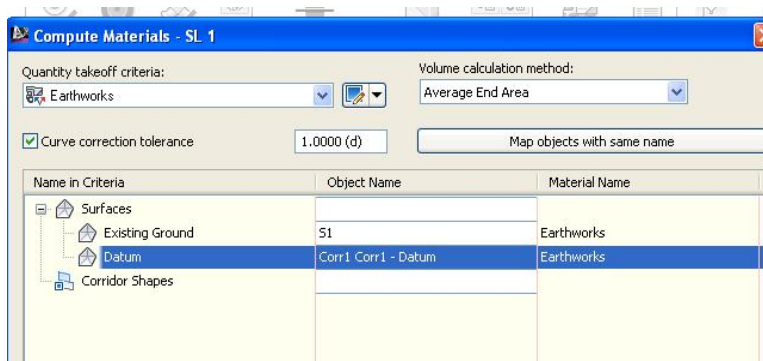 Compute Materials - SL 1
Quantity takeoff criteria:
Volume calculation method:
Earthworks
Average End Area
Curve correction tolerance
1.0000 (d)
Map objects with same name
Name in Criteria
Object Name
Material Name
Surfaces
Existing Ground
S1
Earthworks
Datum
Corr1 Corr1 - Datum
Earthworks
Corridor Shapes